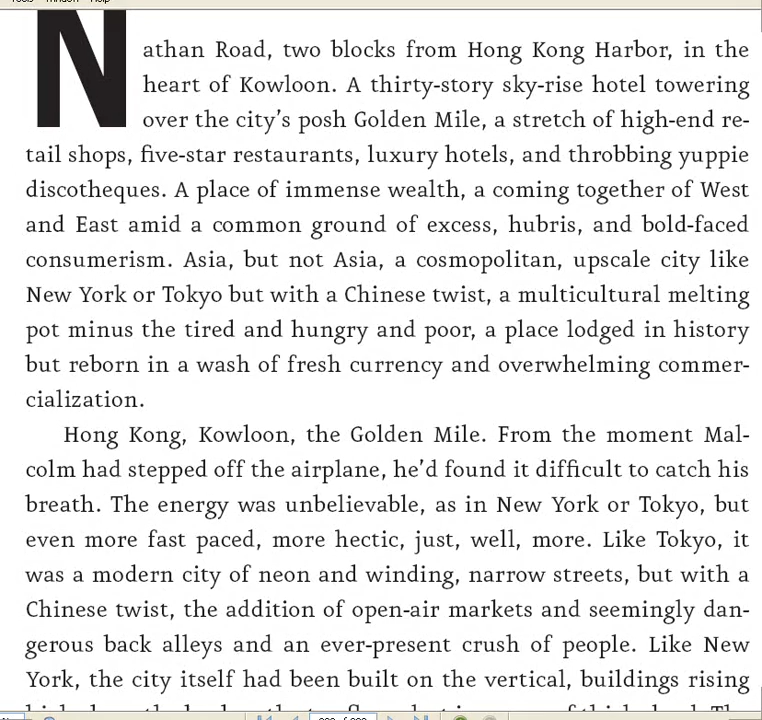 Nathan Road, two blocks from Hong Kong Harbor, in the
heart of Kowloon. A thirty-story sky-rise hotel towering
over the city's posh Golden Mile, a stretch of high-end re-
tail shops, five-star restaurants, luxury hotels, and throbbing yuppie
discotheques. A place of immense wealth, a coming together of West
and East amid a common ground of excess, hubris, and bold-faced
consumerism. Asia, but not Asia, a cosmopolitan, upscale city like
New York or Tokyo but with a Chinese twist, a multicultural melting
pot minus the tired and hungry and poor, a place lodged in history
but reborn in a wash of fresh currency and overwhelming commer-
cialization.
Hong Kong, Kowloon, the Golden Mile. From the moment Mal-
colm had stepped off the airplane, he'd found it difficult to catch his
breath. The energy was unbelievable, as in New York or Tokyo, but
even more fast paced, more hectic, just, well, more. Like Tokyo, it
was a modern city of neon and winding, narrow streets, but with a
Chinese twist, the addition of open-air markets and seemingly dan-
gerous back alleys and an ever-present crush of people. Like New
York, the city itself had been built on the vertical, buildings rising